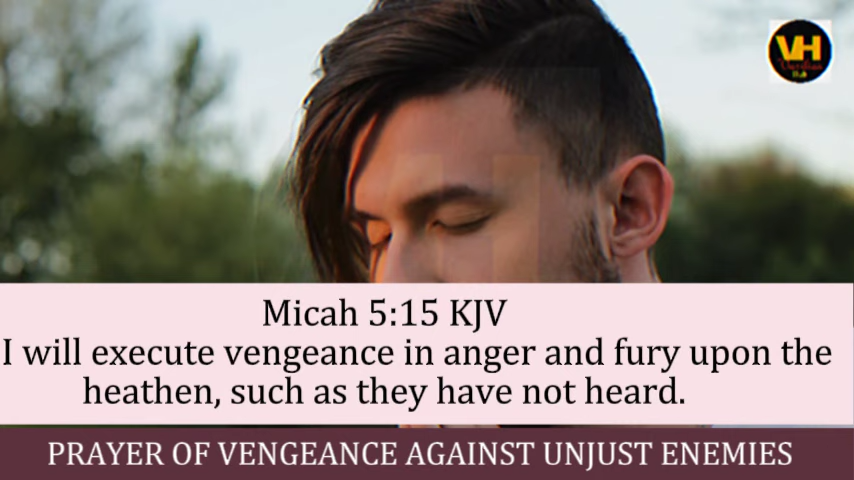 VH
Micah 5:15 KJV
I will execute vengeance in anger and fury upon the
heathen, such as they have not heard.
PRAYER OF VENGEANCE AGAINST UNJUST ENEMIES